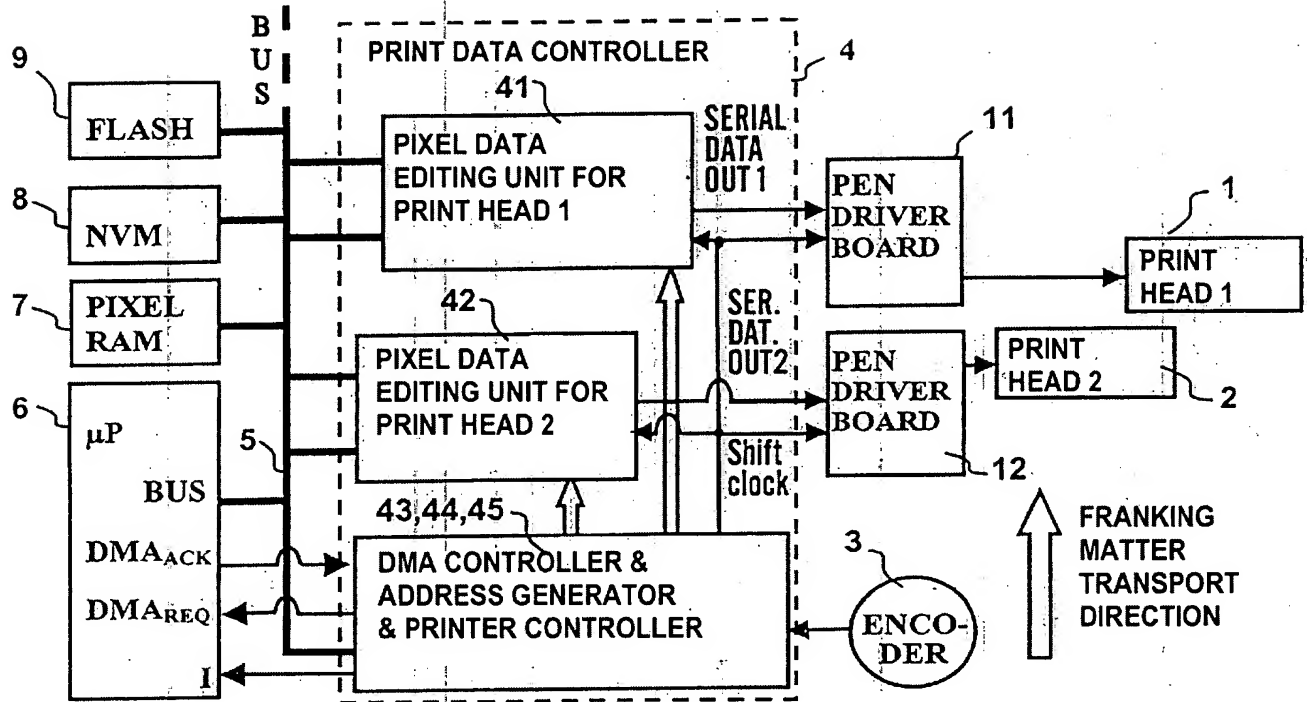 B
U
S
9
FLASH
8
NVM
7
PIXEL
RAM
6
µP
BUS
DMAACK
DMAREQ
I
5
PRINT DATA CONTROLLER
4
41
PIXEL DATA
EDITING UNIT FOR
PRINT HEAD 1
SERIAL
DATA
OUT 1
42
PIXEL DATA
EDITING UNIT FOR
PRINT HEAD 2
SER.
DAT.
OUT2
Shift
clock
43,44,45
DMA CONTROLLER &
ADDRESS GENERATOR
& PRINTER CONTROLLER
11
PEN
DRIVER
BOARD
1
PRINT
HEAD 1
PEN
DRIVER
BOARD
12
PRINT
HEAD 2
2
3
ENCO-
DER
FRANKING
MATTER
TRANSPORT
DIRECTION